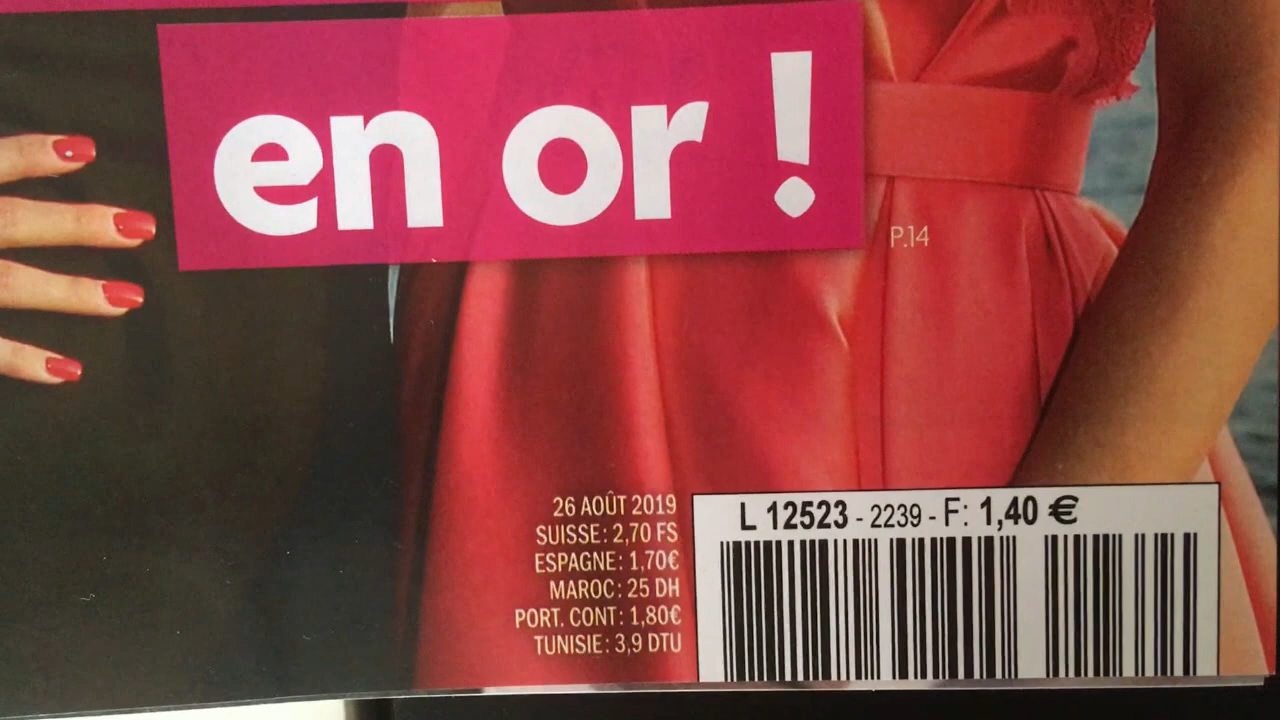 en or !
P.14
26 AOÛT 2019
SUISSE: 2,70 FS
ESPAGNE: 1,70€
MAROC: 25 DH
PORT. CONT: 1,80€
TUNISIE: 3,9 DTU
L 12523 - 2239 - F: 1,40 €